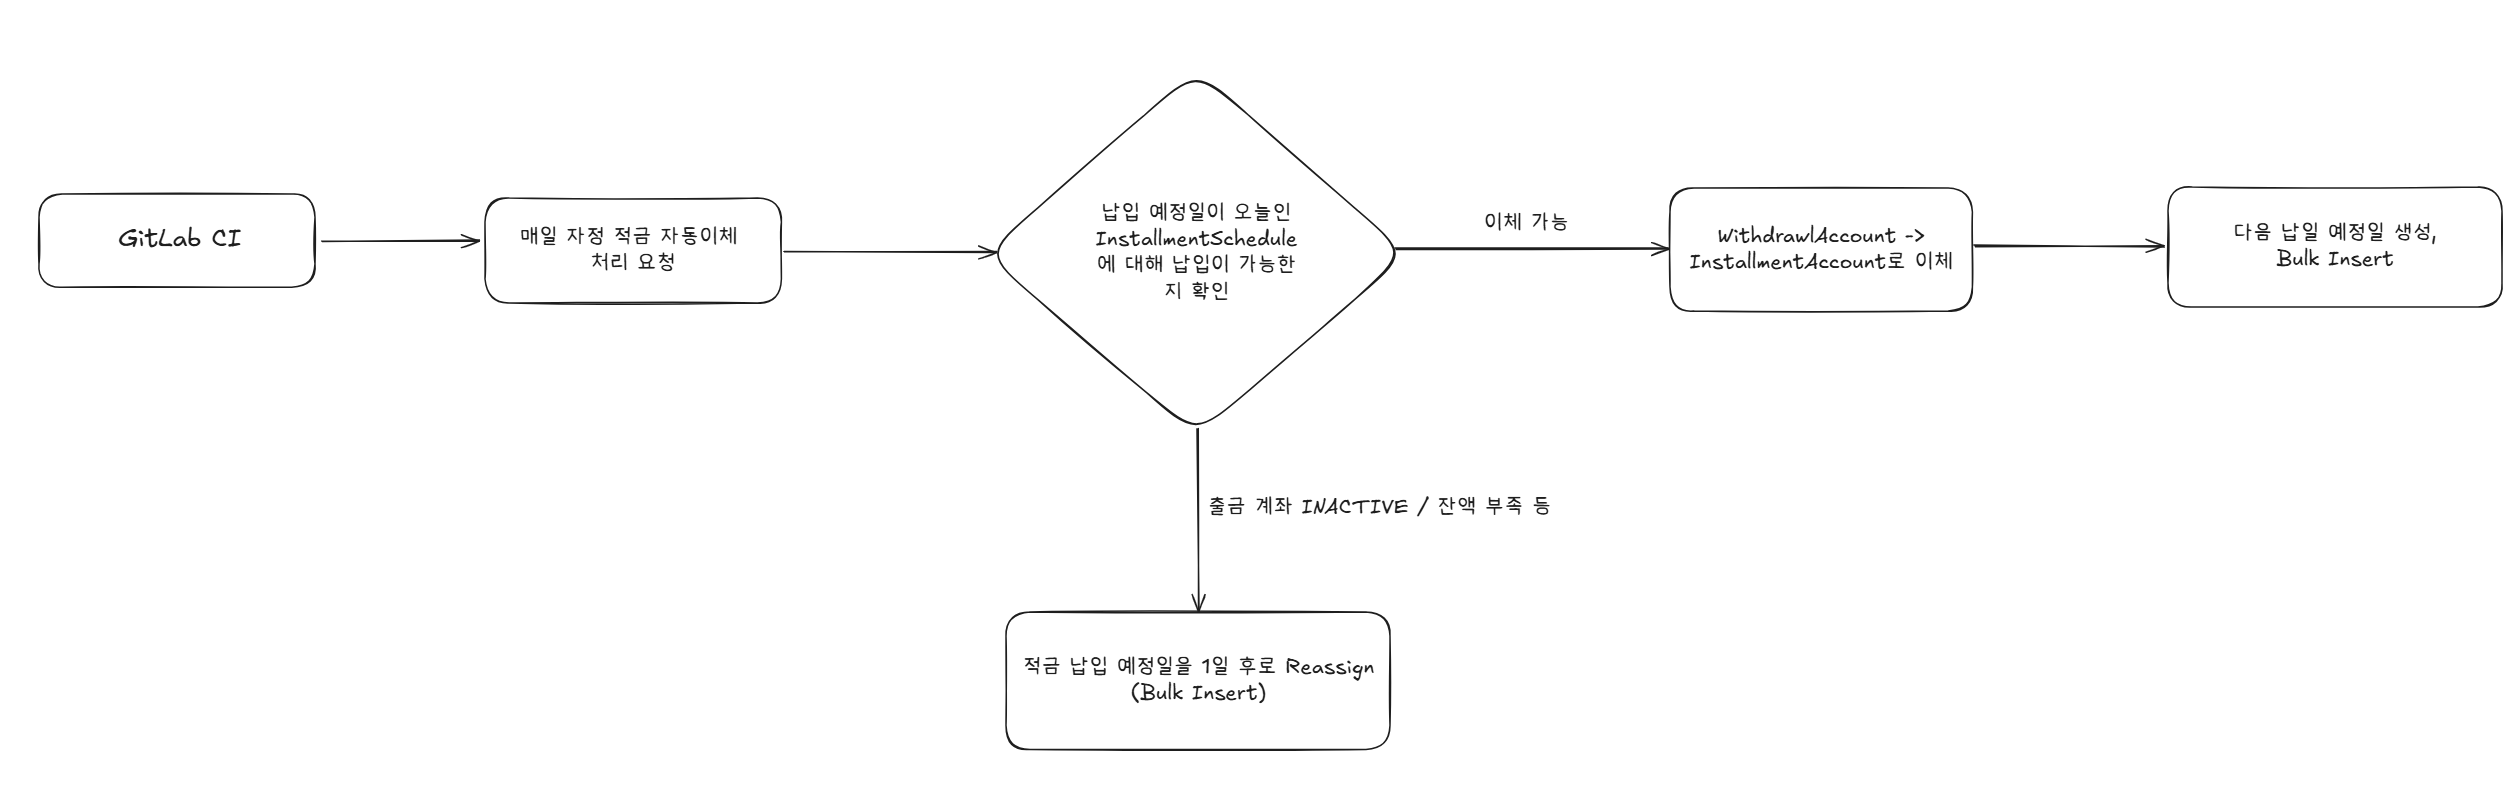 GitLab CI
매일 자정 적금 자동이체
처리 요청
납입 예정일이 오늘인
InstallmentSchedule
에 대해 납입이 가능한
지 확인
이체 가능
WithdrawlAccount ->
InstallmentAccount로 이체
다음 납일 예정일 생성,
Bulk Insert
출금 계좌 INACTIVE / 잔액 부족 등
적금 납입 예정일을 1일 후로 Reassign
(Bulk Insert)